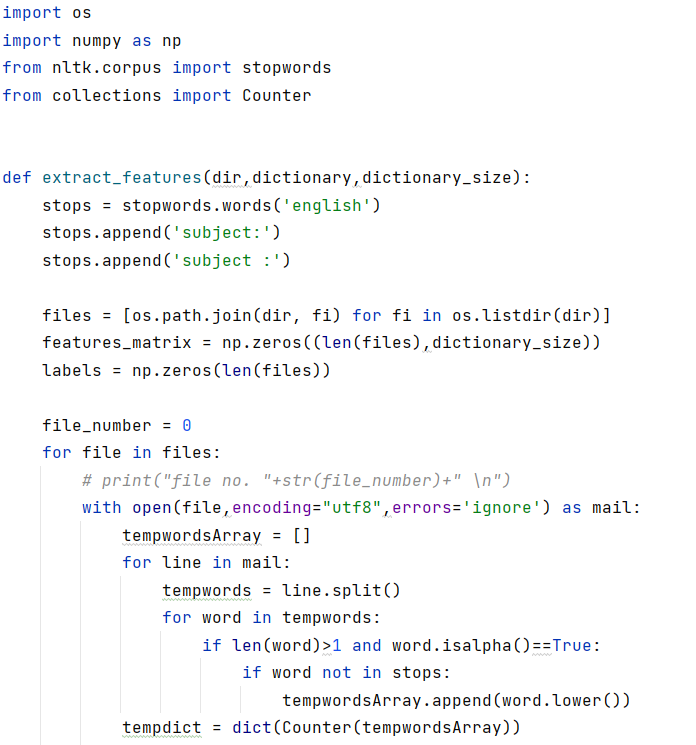 import os
import numpy as np
from nltk.corpus import stopwords
from collections import Counter
def extract_features(dir,dictionary,dictionary_size):
    stops = stopwords.words('english')
    stops.append('subject:')
    stops.append('subject :')
    files = [os.path.join(dir, fi) for fi in os.listdir(dir)]
    features_matrix = np.zeros((len(files),dictionary_size))
    labels = np.zeros(len(files))
    file_number = 0
    for file in files:
        # print("file no. "+str(file_number)+" \n")
        with open(file,encoding="utf8",errors='ignore') as mail:
            tempwordsArray = []
            for line in mail:
                tempwords = line.split()
                for word in tempwords:
                    if len(word)>1 and word.isalpha()==True:
                        if word not in stops:
                            tempwordsArray.append(word.lower())
            tempdict = dict(Counter(tempwordsArray))